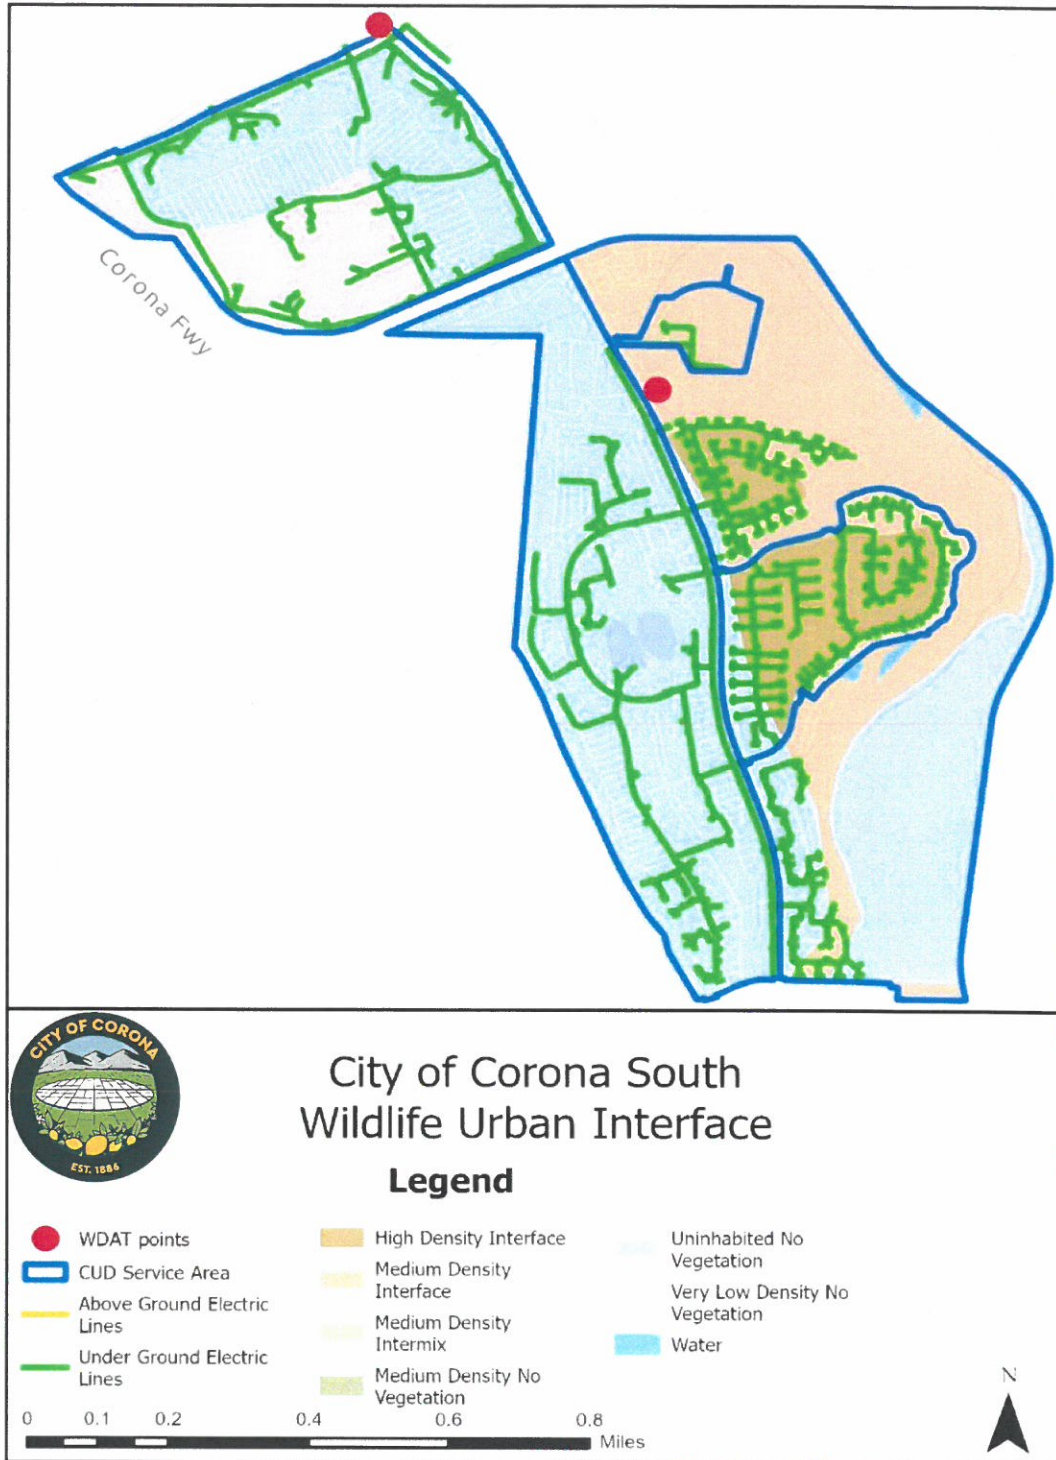 Corona Fwy
CITY OF CORONA
EST. 1886
City of Corona South
Wildlife Urban Interface
Legend
WDAT points
CUD Service Area
Above Ground Electric
Lines
Under Ground Electric
Lines
High Density Interface
Medium Density
Interface
Medium Density
Intermix
Medium Density No
Vegetation
Uninhabited No
Vegetation
Very Low Density No
Vegetation
Water
N
0 0.1 0.2 0.4 0.6 0.8
Miles